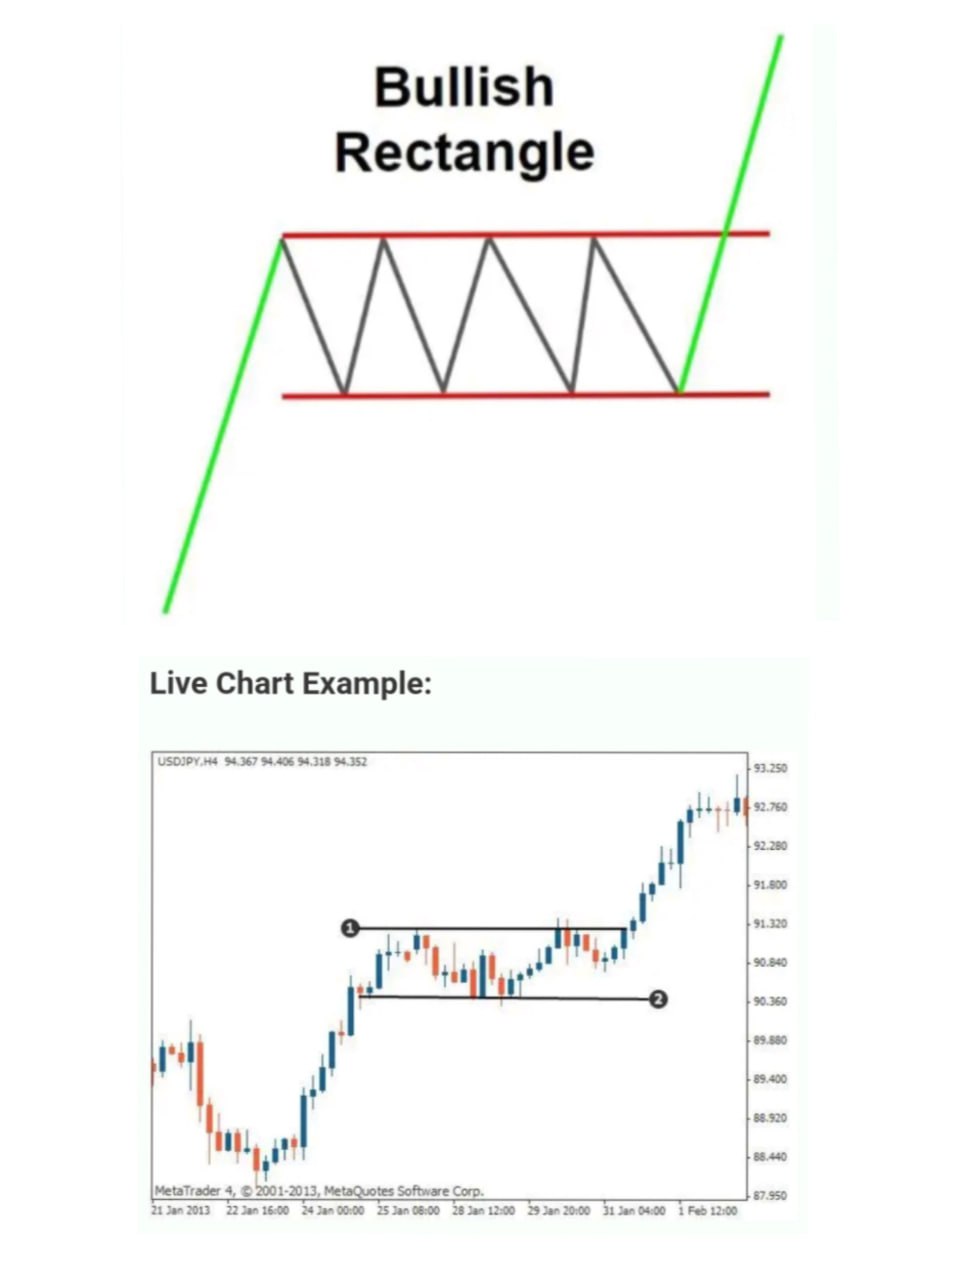 Bullish
Rectangle
Live Chart Example:
USDJPY,H4 94.367 94.406 94.318 94.352
93.250
92.760
92.280
91.800
1
91.320
90.840
2
90.360
89.880
89.400
88.920
88.440
MetaTrader 4, © 2001-2013, MetaQuotes Software Corp.
87.950
21 Jan 2013 22 Jan 16:00 24 Jan 00:00 25 Jan 08:00 28 Jan 12:00 29 Jan 20:00 31 Jan 04:00 1 Feb 12:00